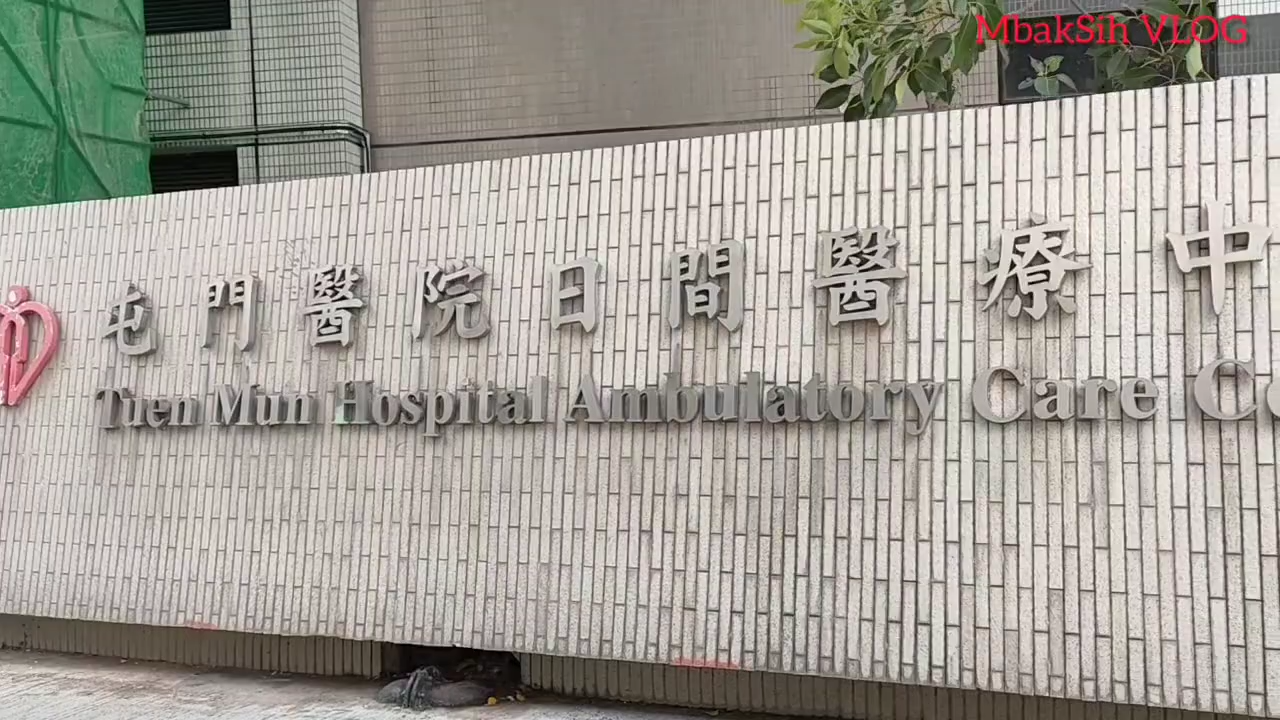 MbakSih VLOG
屯門醫院日間醫療中
Tuen Mun Hospital Ambulatory Care C